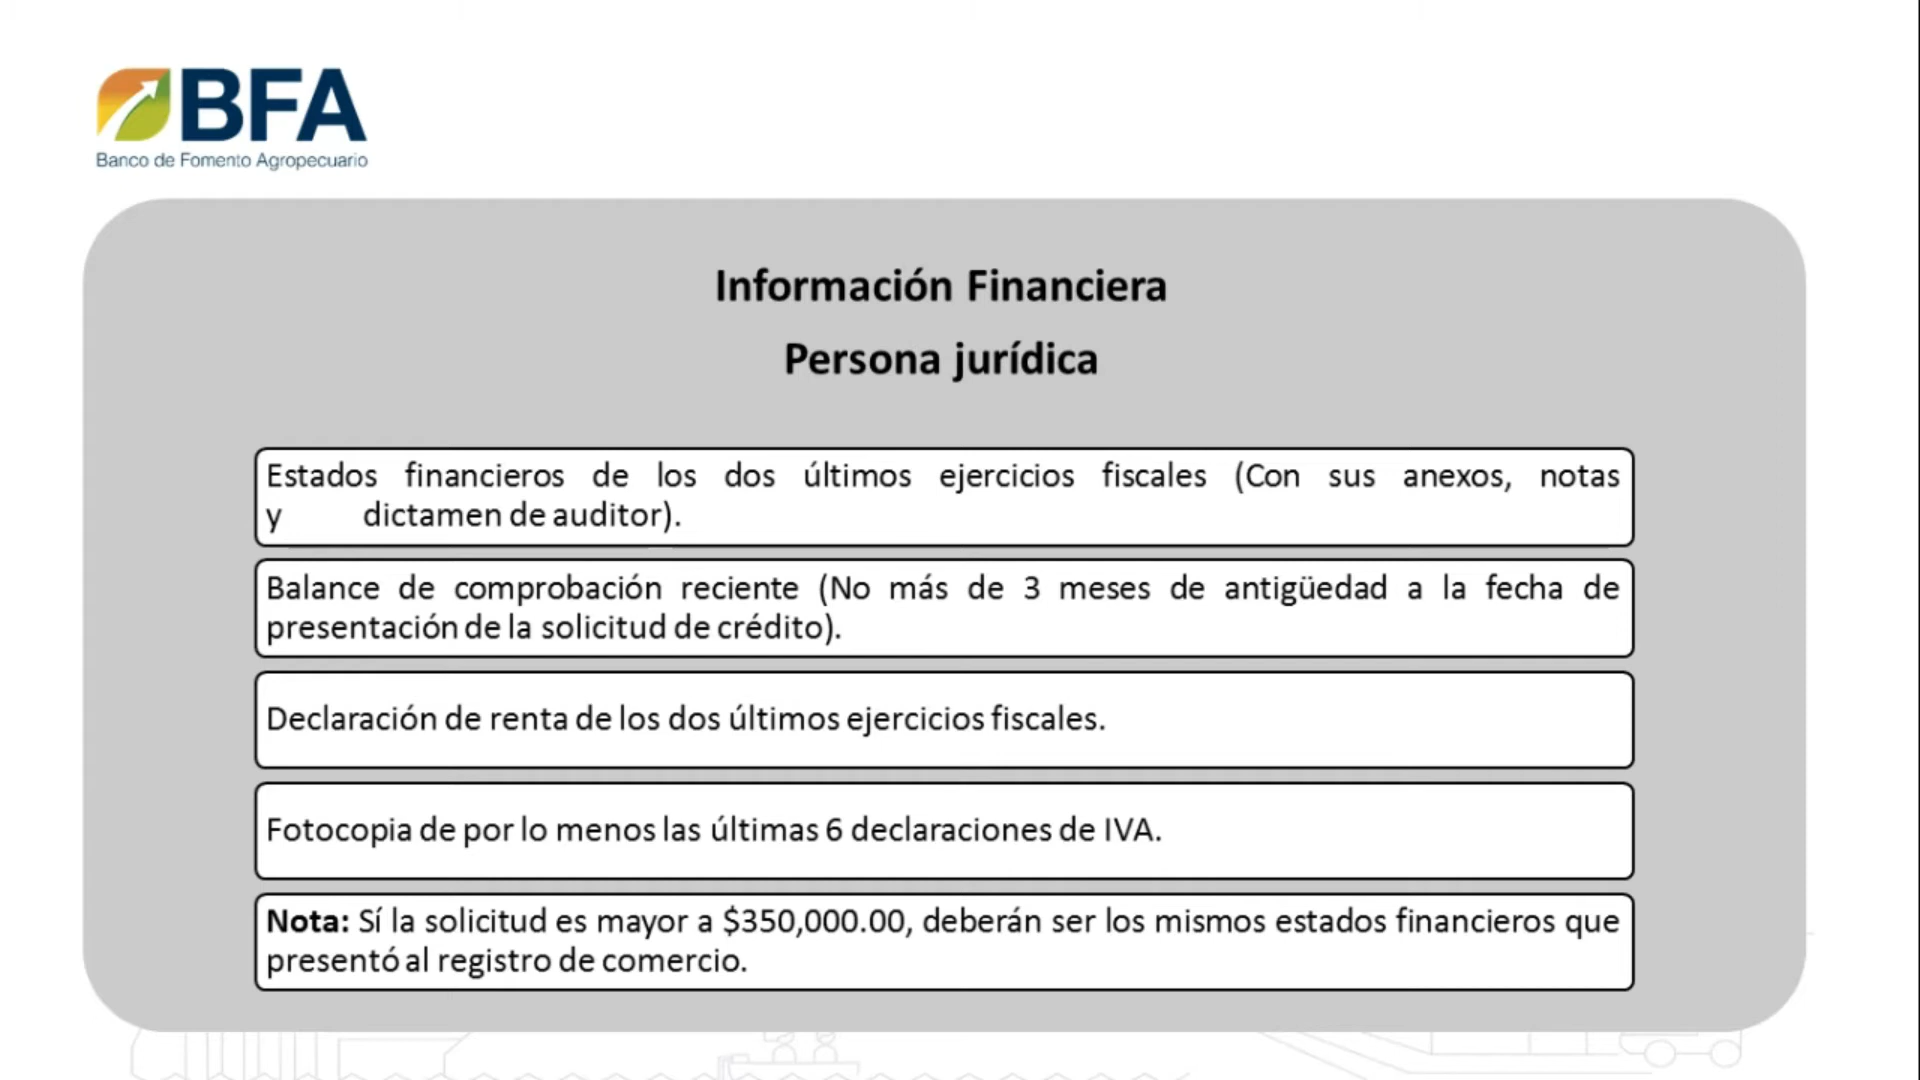 BFA
Banco de Fomento Agropecuario
Información Financiera
Persona jurídica
Estados financieros de los dos últimos ejercicios fiscales (Con sus anexos, notas
y dictamen de auditor).
Balance de comprobación reciente (No más de 3 meses de antigüedad a la fecha de
presentación de la solicitud de crédito).
Declaración de renta de los dos últimos ejercicios fiscales.
Fotocopia de por lo menos las últimas 6 declaraciones de IVA.
Nota: Sí la solicitud es mayor a $350,000.00, deberán ser los mismos estados financieros que
presentó al registro de comercio.